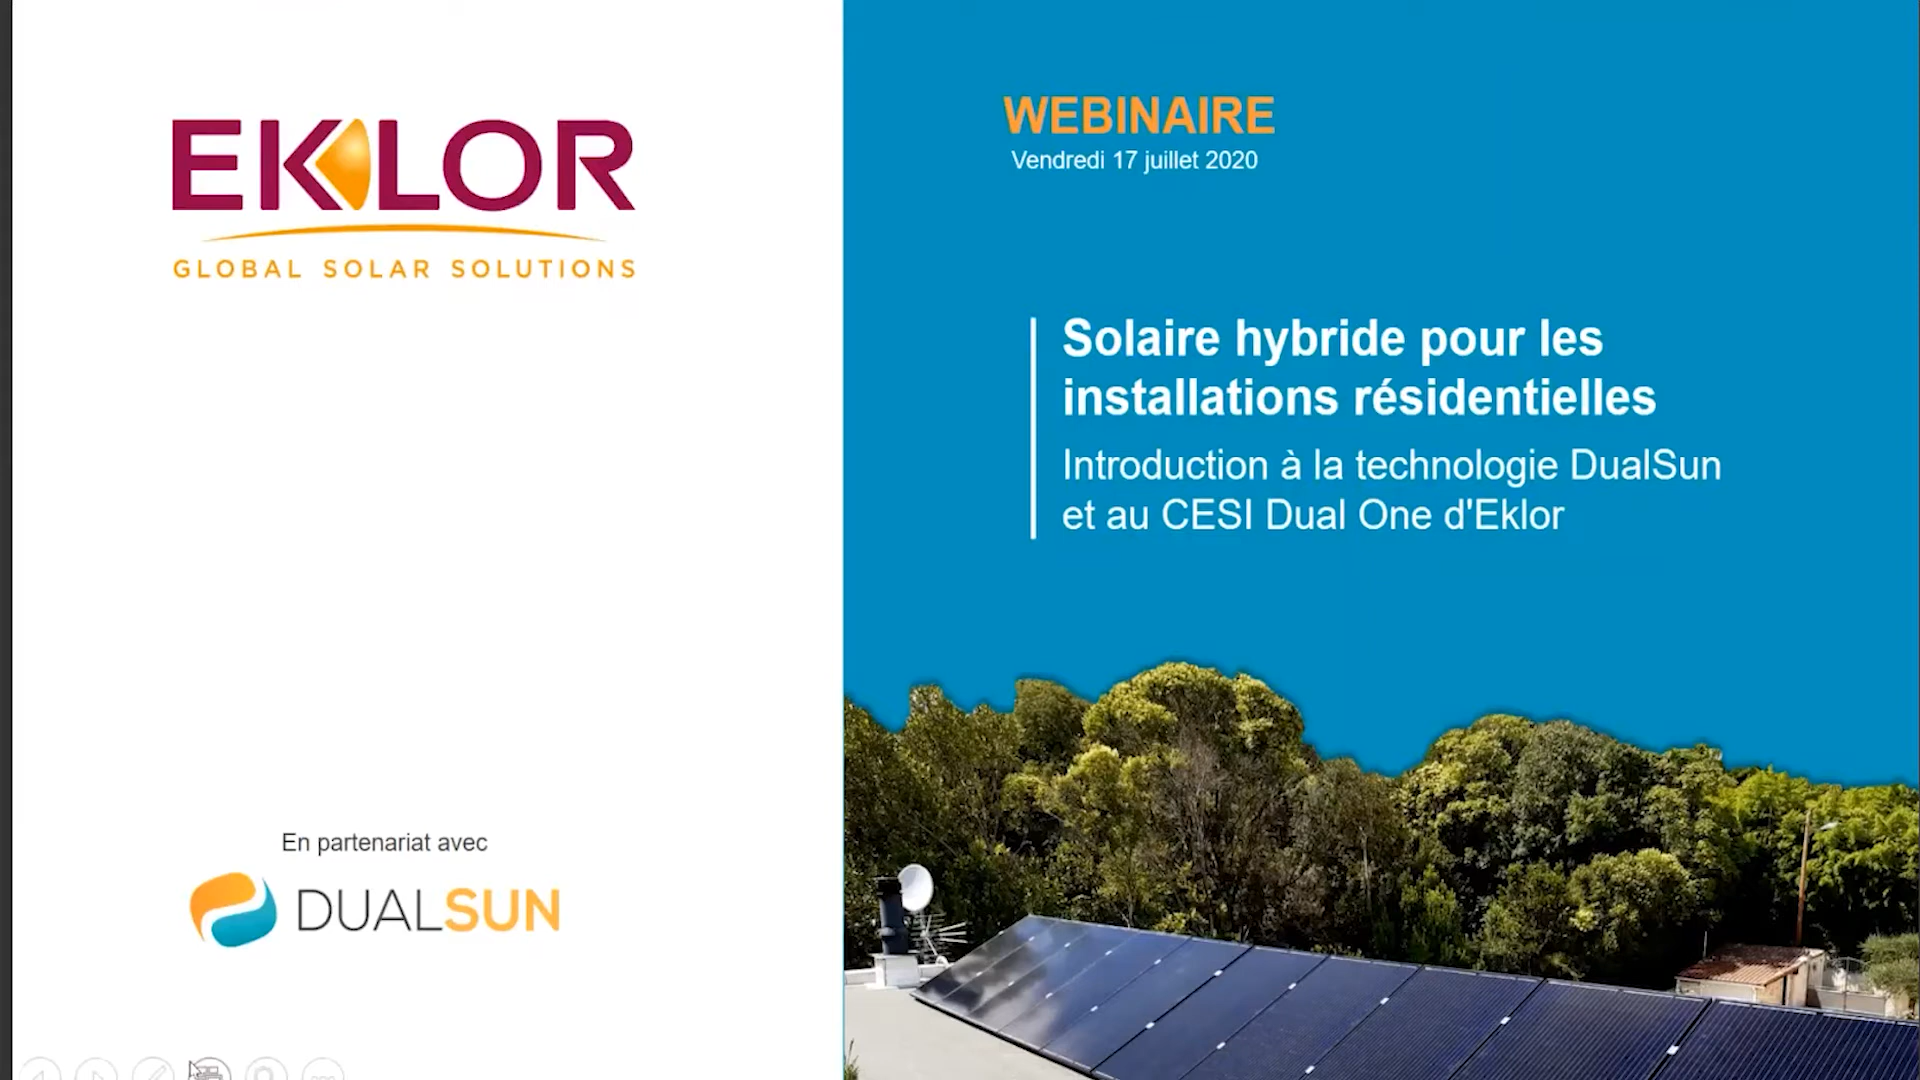 EKLOR
GLOBAL SOLAR SOLUTIONS
En partenariat avec
DUALSUN
WEBINAIRE
Vendredi 17 juillet 2020
Solaire hybride pour les
installations résidentielles
Introduction à la technologie DualSun
et au CESI Dual One d'Eklor